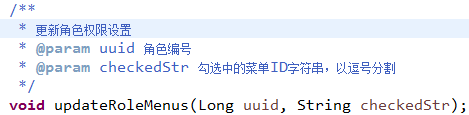 /**
* 更新角色权限设置
* @param uuid 角色编号
* @param checkedStr 勾选中的菜单ID字符串，以逗号分割
*/
void updateRoleMenus(Long uuid, String checkedStr);